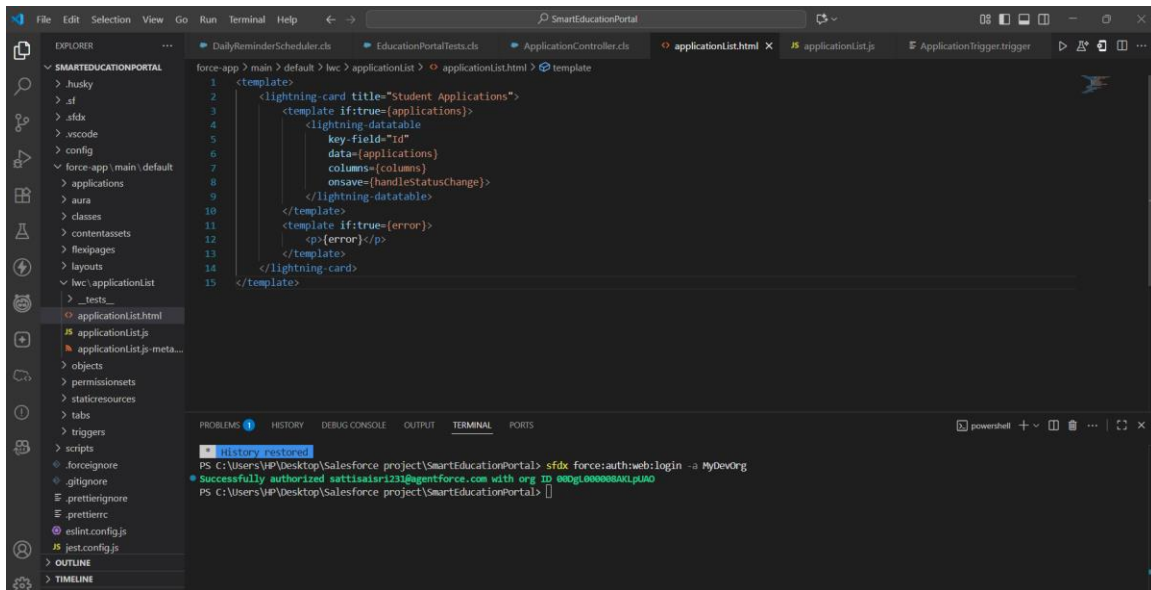 File Edit Selection View Go Run Terminal Help
SmartEducationPortal
EXPLORER
SMARTEDUCATIONPORTAL
.husky
.sf
.sfdx
.vscode
config
force-app\main\default
applications
aura
classes
contentassets
flexipages
layouts
lwc\applicationList
__tests__
applicationList.html
JS applicationList.js
applicationList.js-meta....
objects
permissionsets
staticresources
tabs
triggers
scripts
.forceignore
.gitignore
.prettierignore
.prettierrc
eslint.config.js
JS jest.config.js
OUTLINE
TIMELINE
DailyReminderScheduler.cls EducationPortalTests.cls ApplicationController.cls applicationList.html JS applicationList.js ApplicationTrigger.trigger
force-app > main > default > lwc > applicationList > applicationList.html > template
1 <template>
2 <lightning-card title="Student Applications">
3 <template if:true={applications}>
4 <lightning-datatable
5 key-field="Id"
6 data={applications}
7 columns={columns}
8 onsave={handleStatusChange}>
9 </lightning-datatable>
10 </template>
11 <template if:true={error}>
12 <p>{error}</p>
13 </template>
14 </lightning-card>
15 </template>
PROBLEMS 1 HISTORY DEBUG CONSOLE OUTPUT TERMINAL PORTS
powershell
* History restored
PS C:\Users\HP\Desktop\Salesforce project\SmartEducationPortal> sfdx force:auth:web:login -a MyDevOrg
Successfully authorized sattisaisri231@agentforce.com with org ID 00DgL000008AKLpUAO
PS C:\Users\HP\Desktop\Salesforce project\SmartEducationPortal>